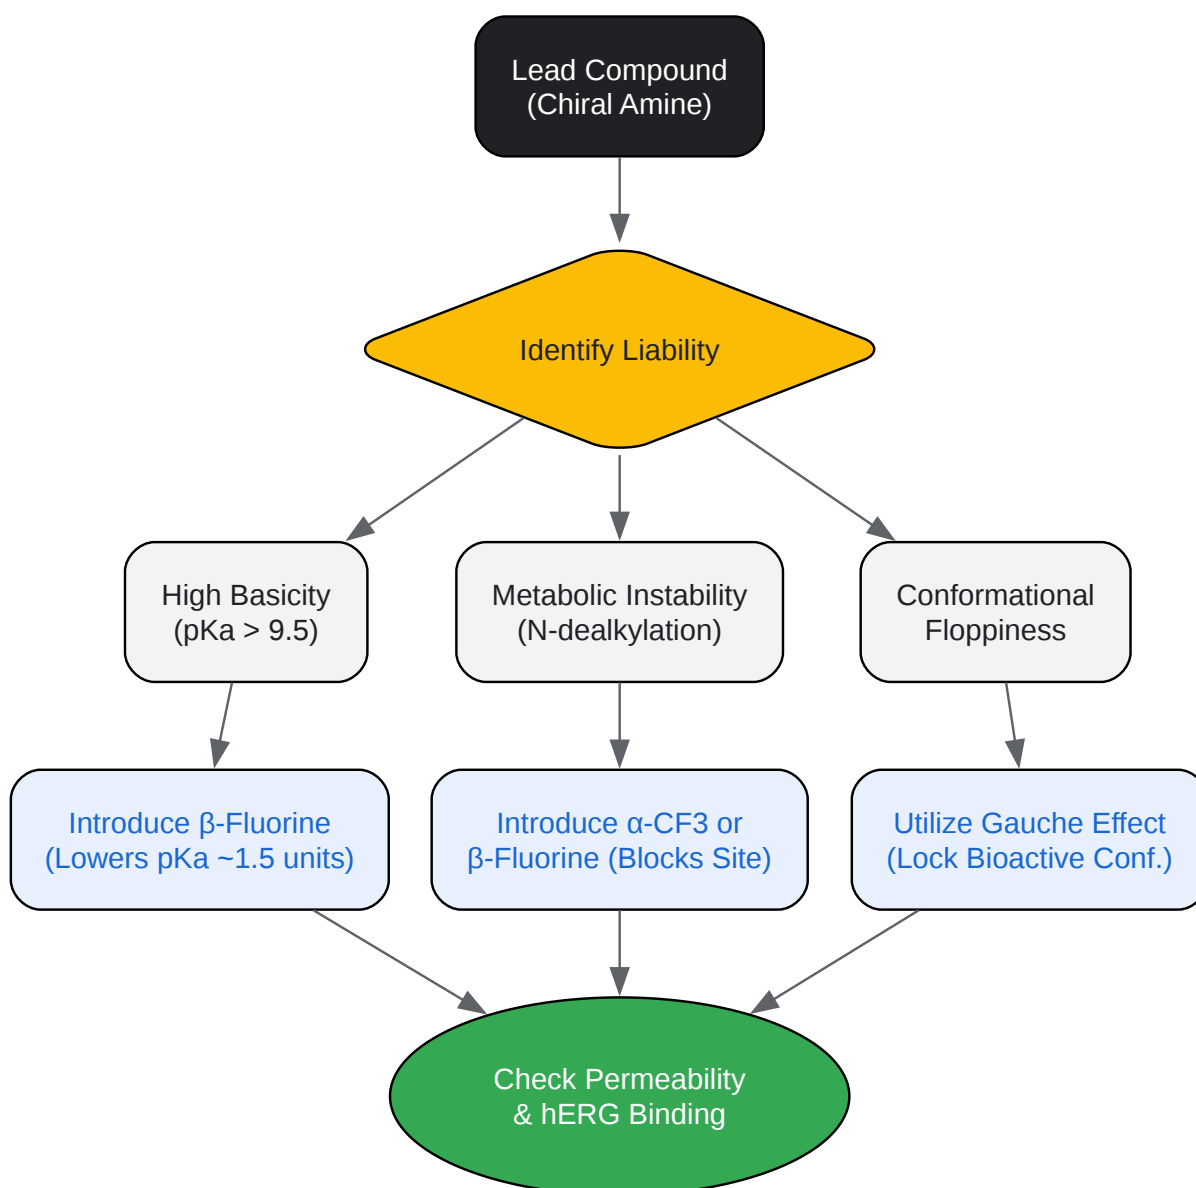 Lead Compound
(Chiral Amine)
Identify Liability
High Basicity
(pKa > 9.5)
Metabolic Instability
(N-dealkylation)
Conformational
Floppiness
Introduce β-Fluorine
(Lowers pKa ~1.5 units)
Introduce α-CF3 or
β-Fluorine (Blocks Site)
Utilize Gauche Effect
(Lock Bioactive Conf.)
Check Permeability
& hERG Binding